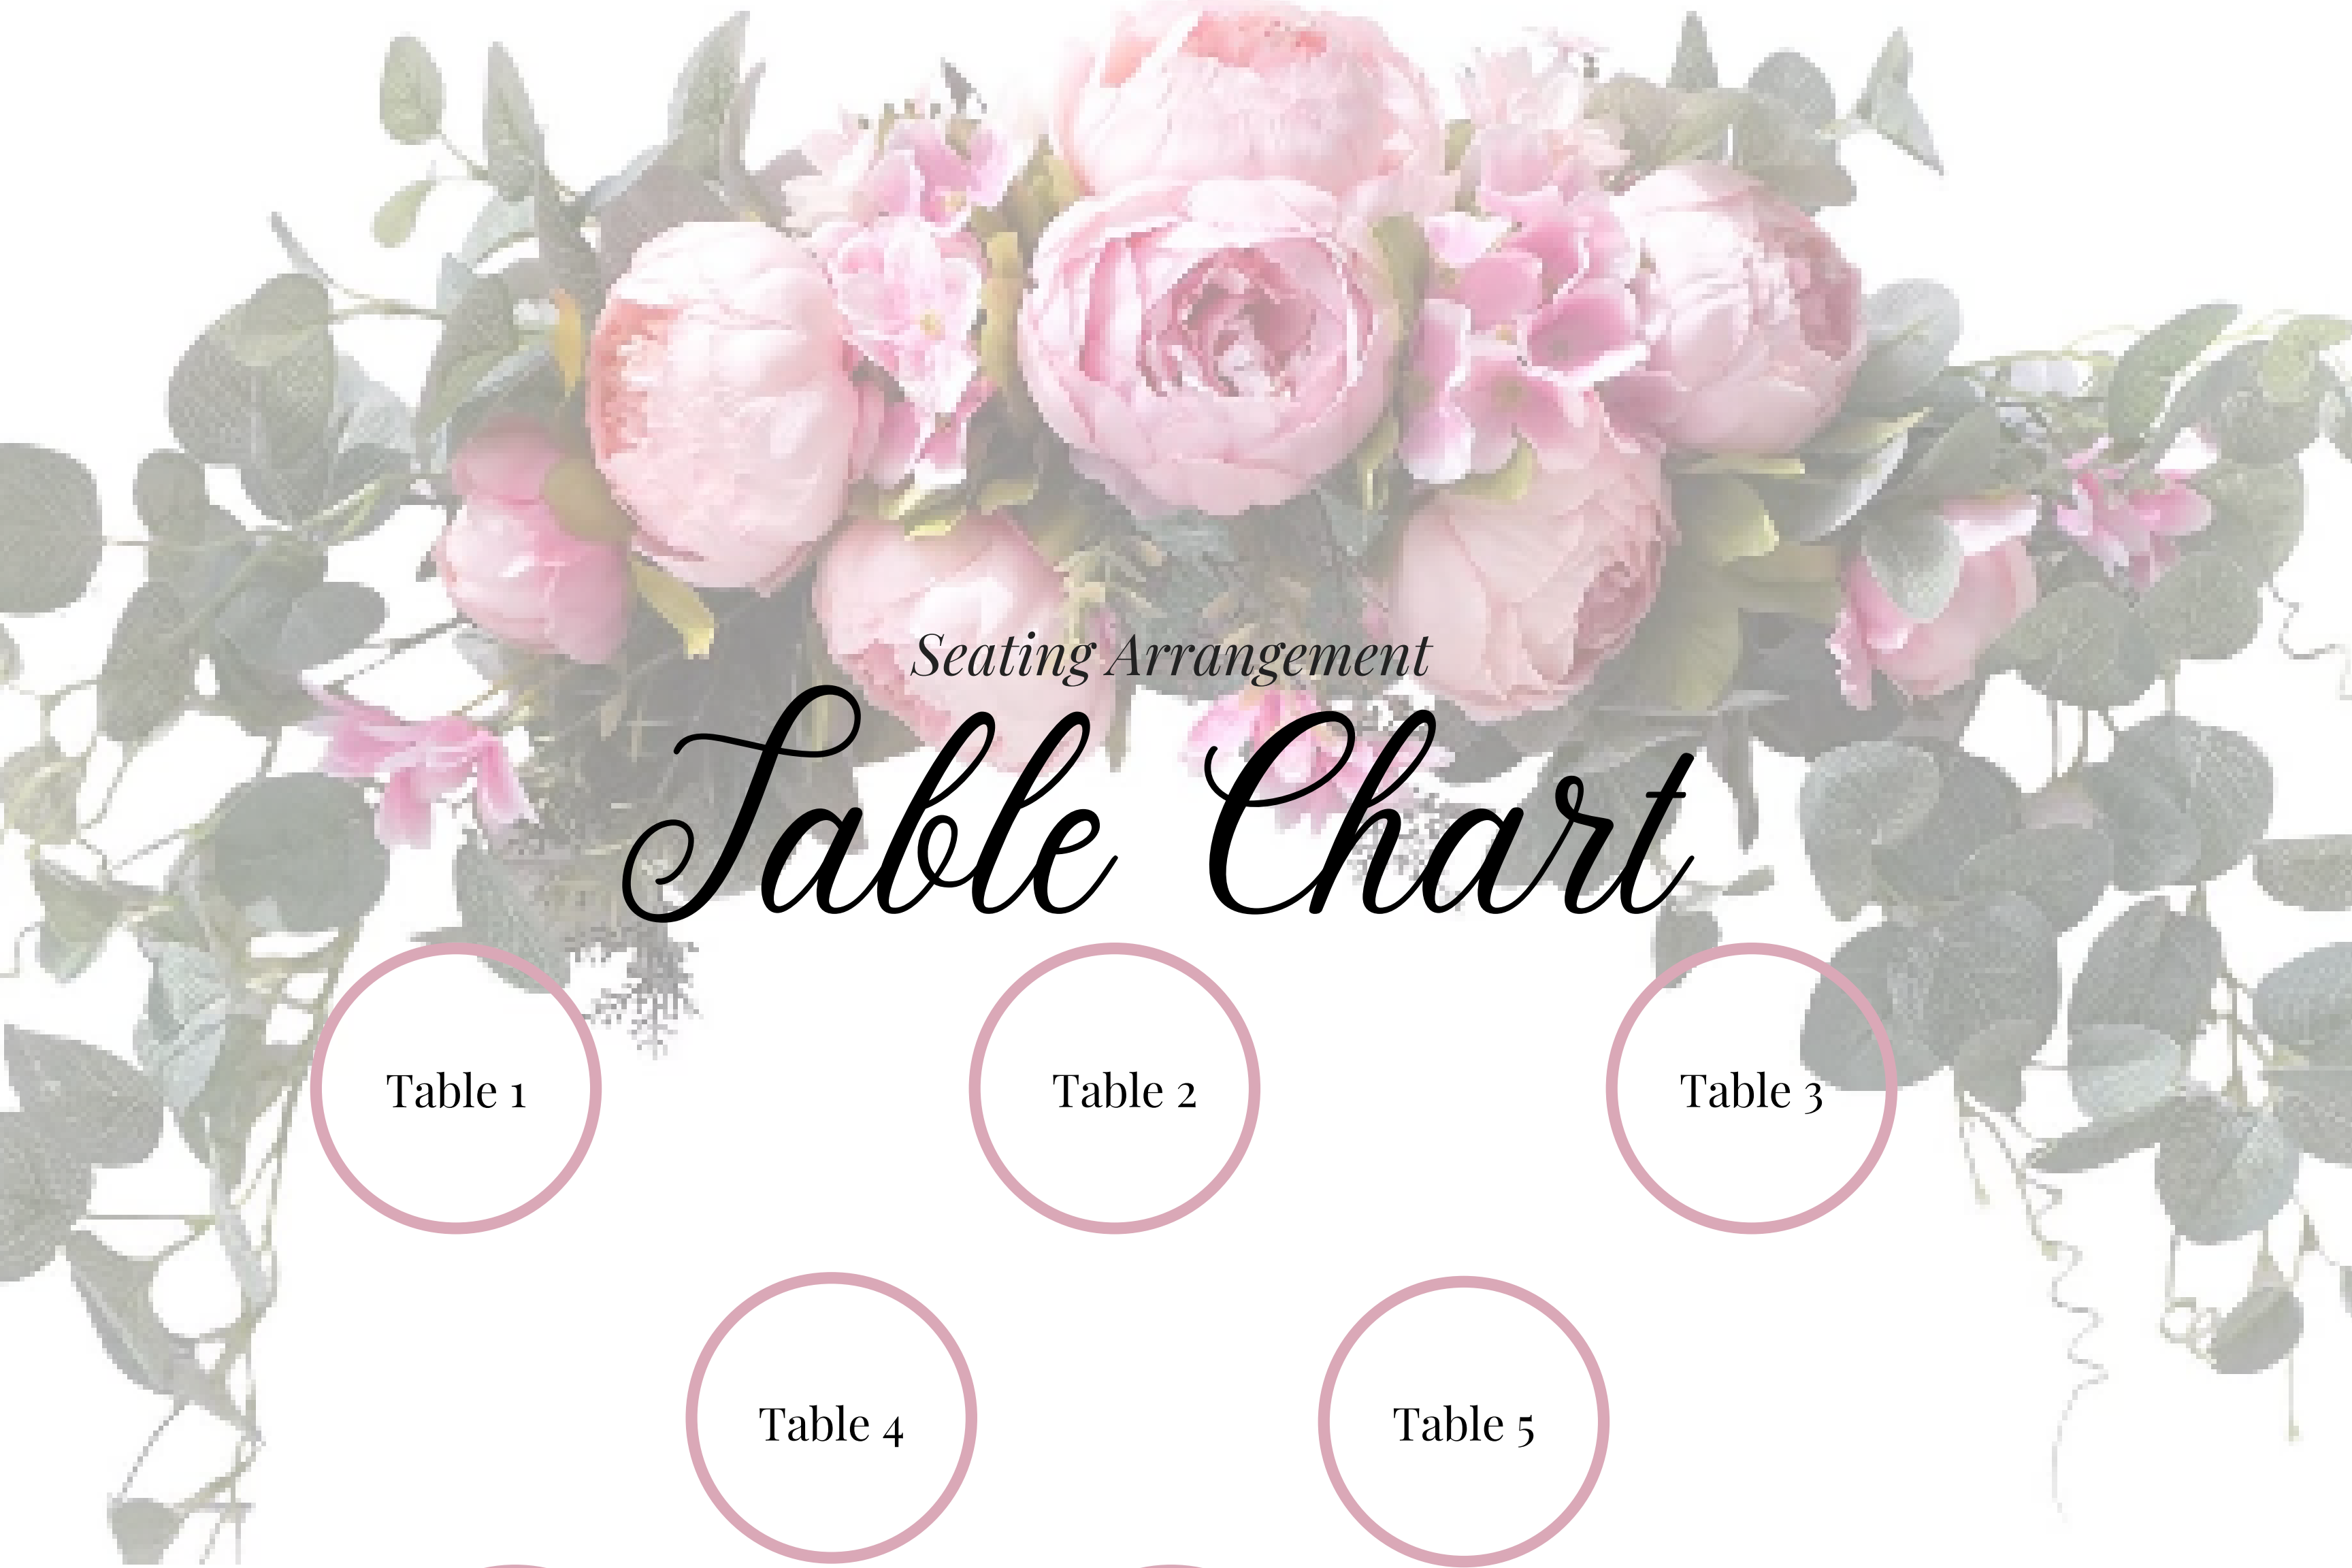 Seating Arrangement
Table Chart
Table 1
Table 2
Table 3
Table 4
Table 5